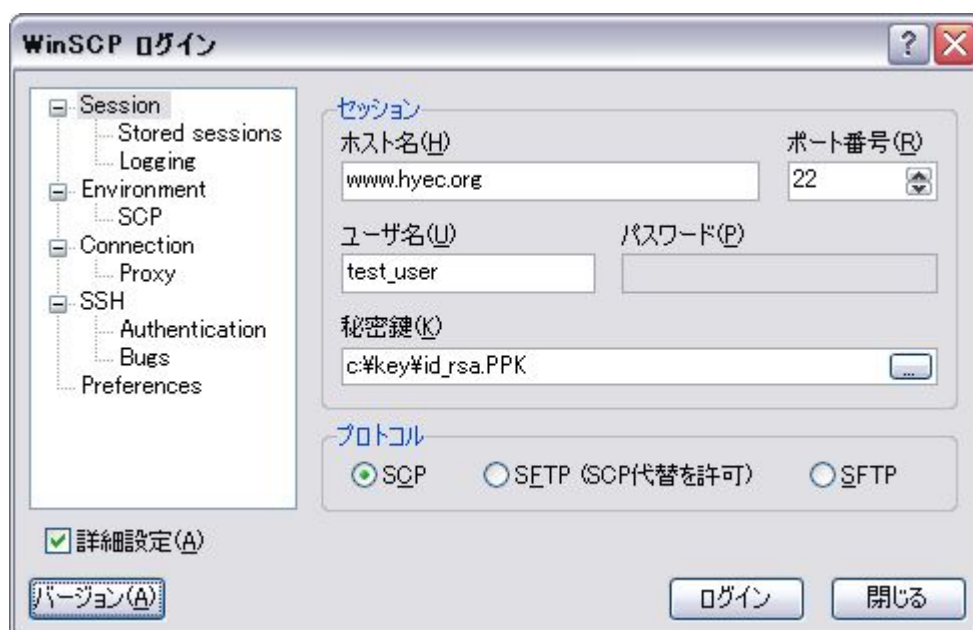 WinSCP ログイン
Session
Stored sessions
Logging
Environment
SCP
Connection
Proxy
SSH
Authentication
Bugs
Preferences
セッション
ホスト名(H) ポート番号(R)
www.hyec.org 22
ユーザ名(U) パスワード(P)
test_user
秘密鍵(K)
c:¥key¥id_rsa.PPK ...
プロトコル
SCP SFTP (SCP代替を許可) SFTP
詳細設定(A)
バージョン(A) ログイン 閉じる